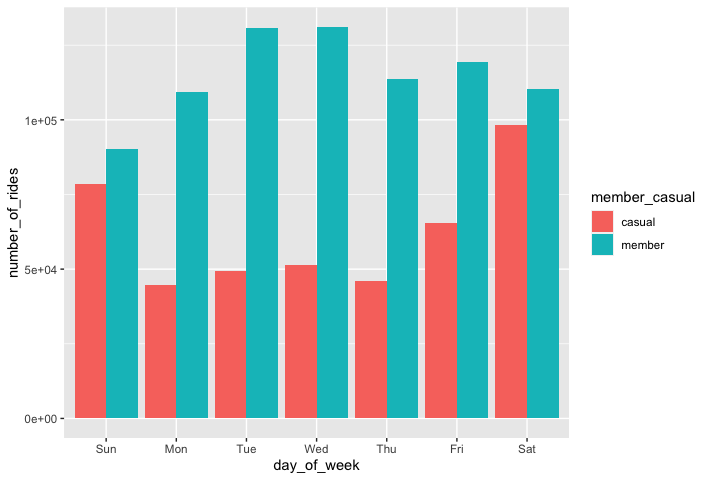 number_of_rides
1e+05
5e+04
0e+00
Sun Mon Tue Wed Thu Fri Sat
day_of_week
member_casual
casual
member